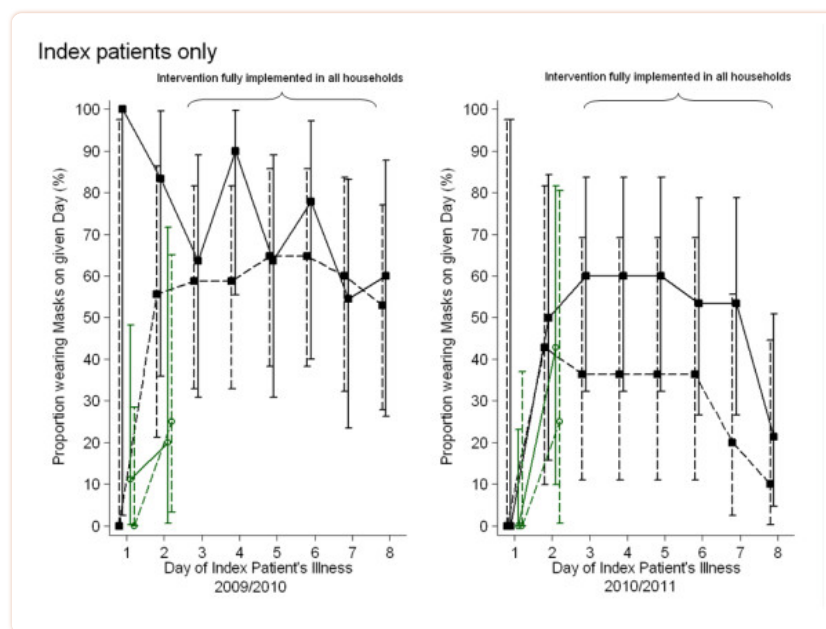 Index patients only
Intervention fully implemented in all households
Proportion wearing Masks on given Day (%)
100
90
80
70
60
50
40
30
20
10
0
1 2 3 4 5 6 7 8
Day of Index Patient's Illness
2009/2010
Intervention fully implemented in all households
Proportion wearing Masks on given Day (%)
100
90
80
70
60
50
40
30
20
10
0
1 2 3 4 5 6 7 8
Day of Index Patient's Illness
2010/2011